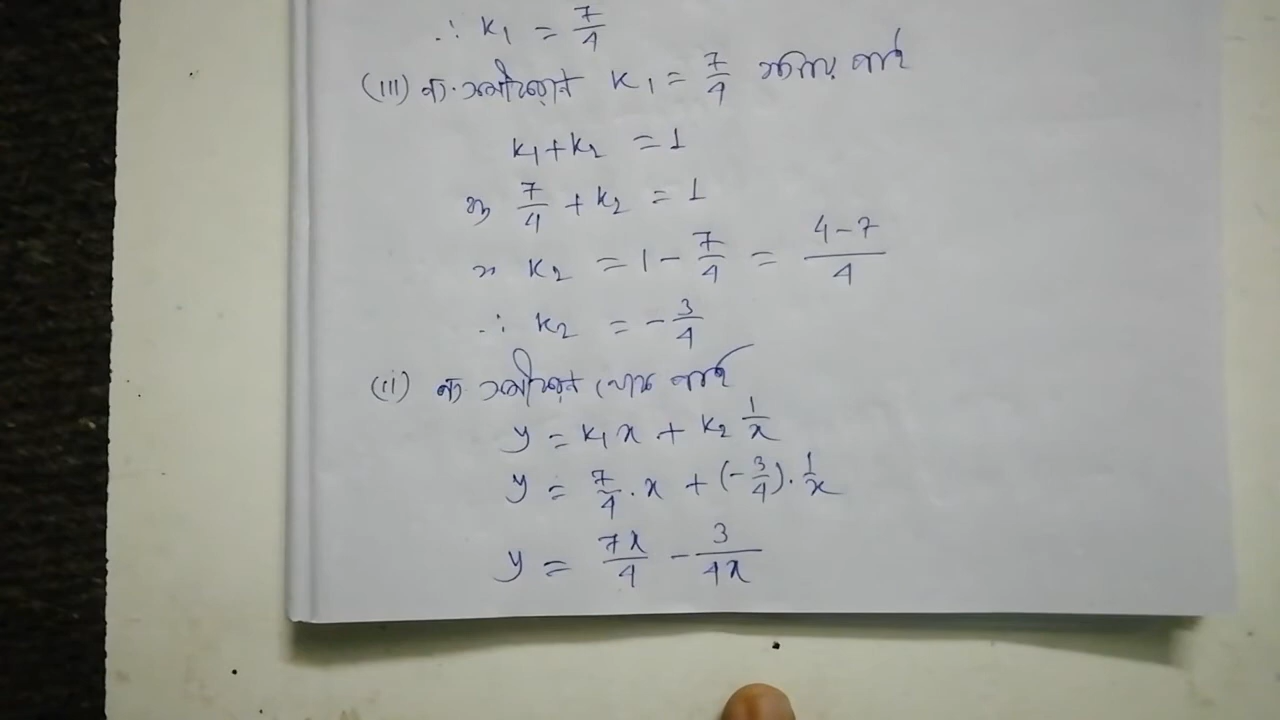 ∴ k₁ = 7/4
(iii) নং সমীকরণে k₁ = 7/4 বসিয়ে পাই
k₁+k₂ = 1
বা 7/4 + k₂ = 1
বা k₂ = 1 - 7/4 = (4-7)/4
∴ k₂ = -3/4
(ii) নং সমীকরণ থেকে পাই
y = k₁x + k₂ 1/x
y = 7/4 . x + (-3/4). 1/x
y = 7x/4 - 3/4x